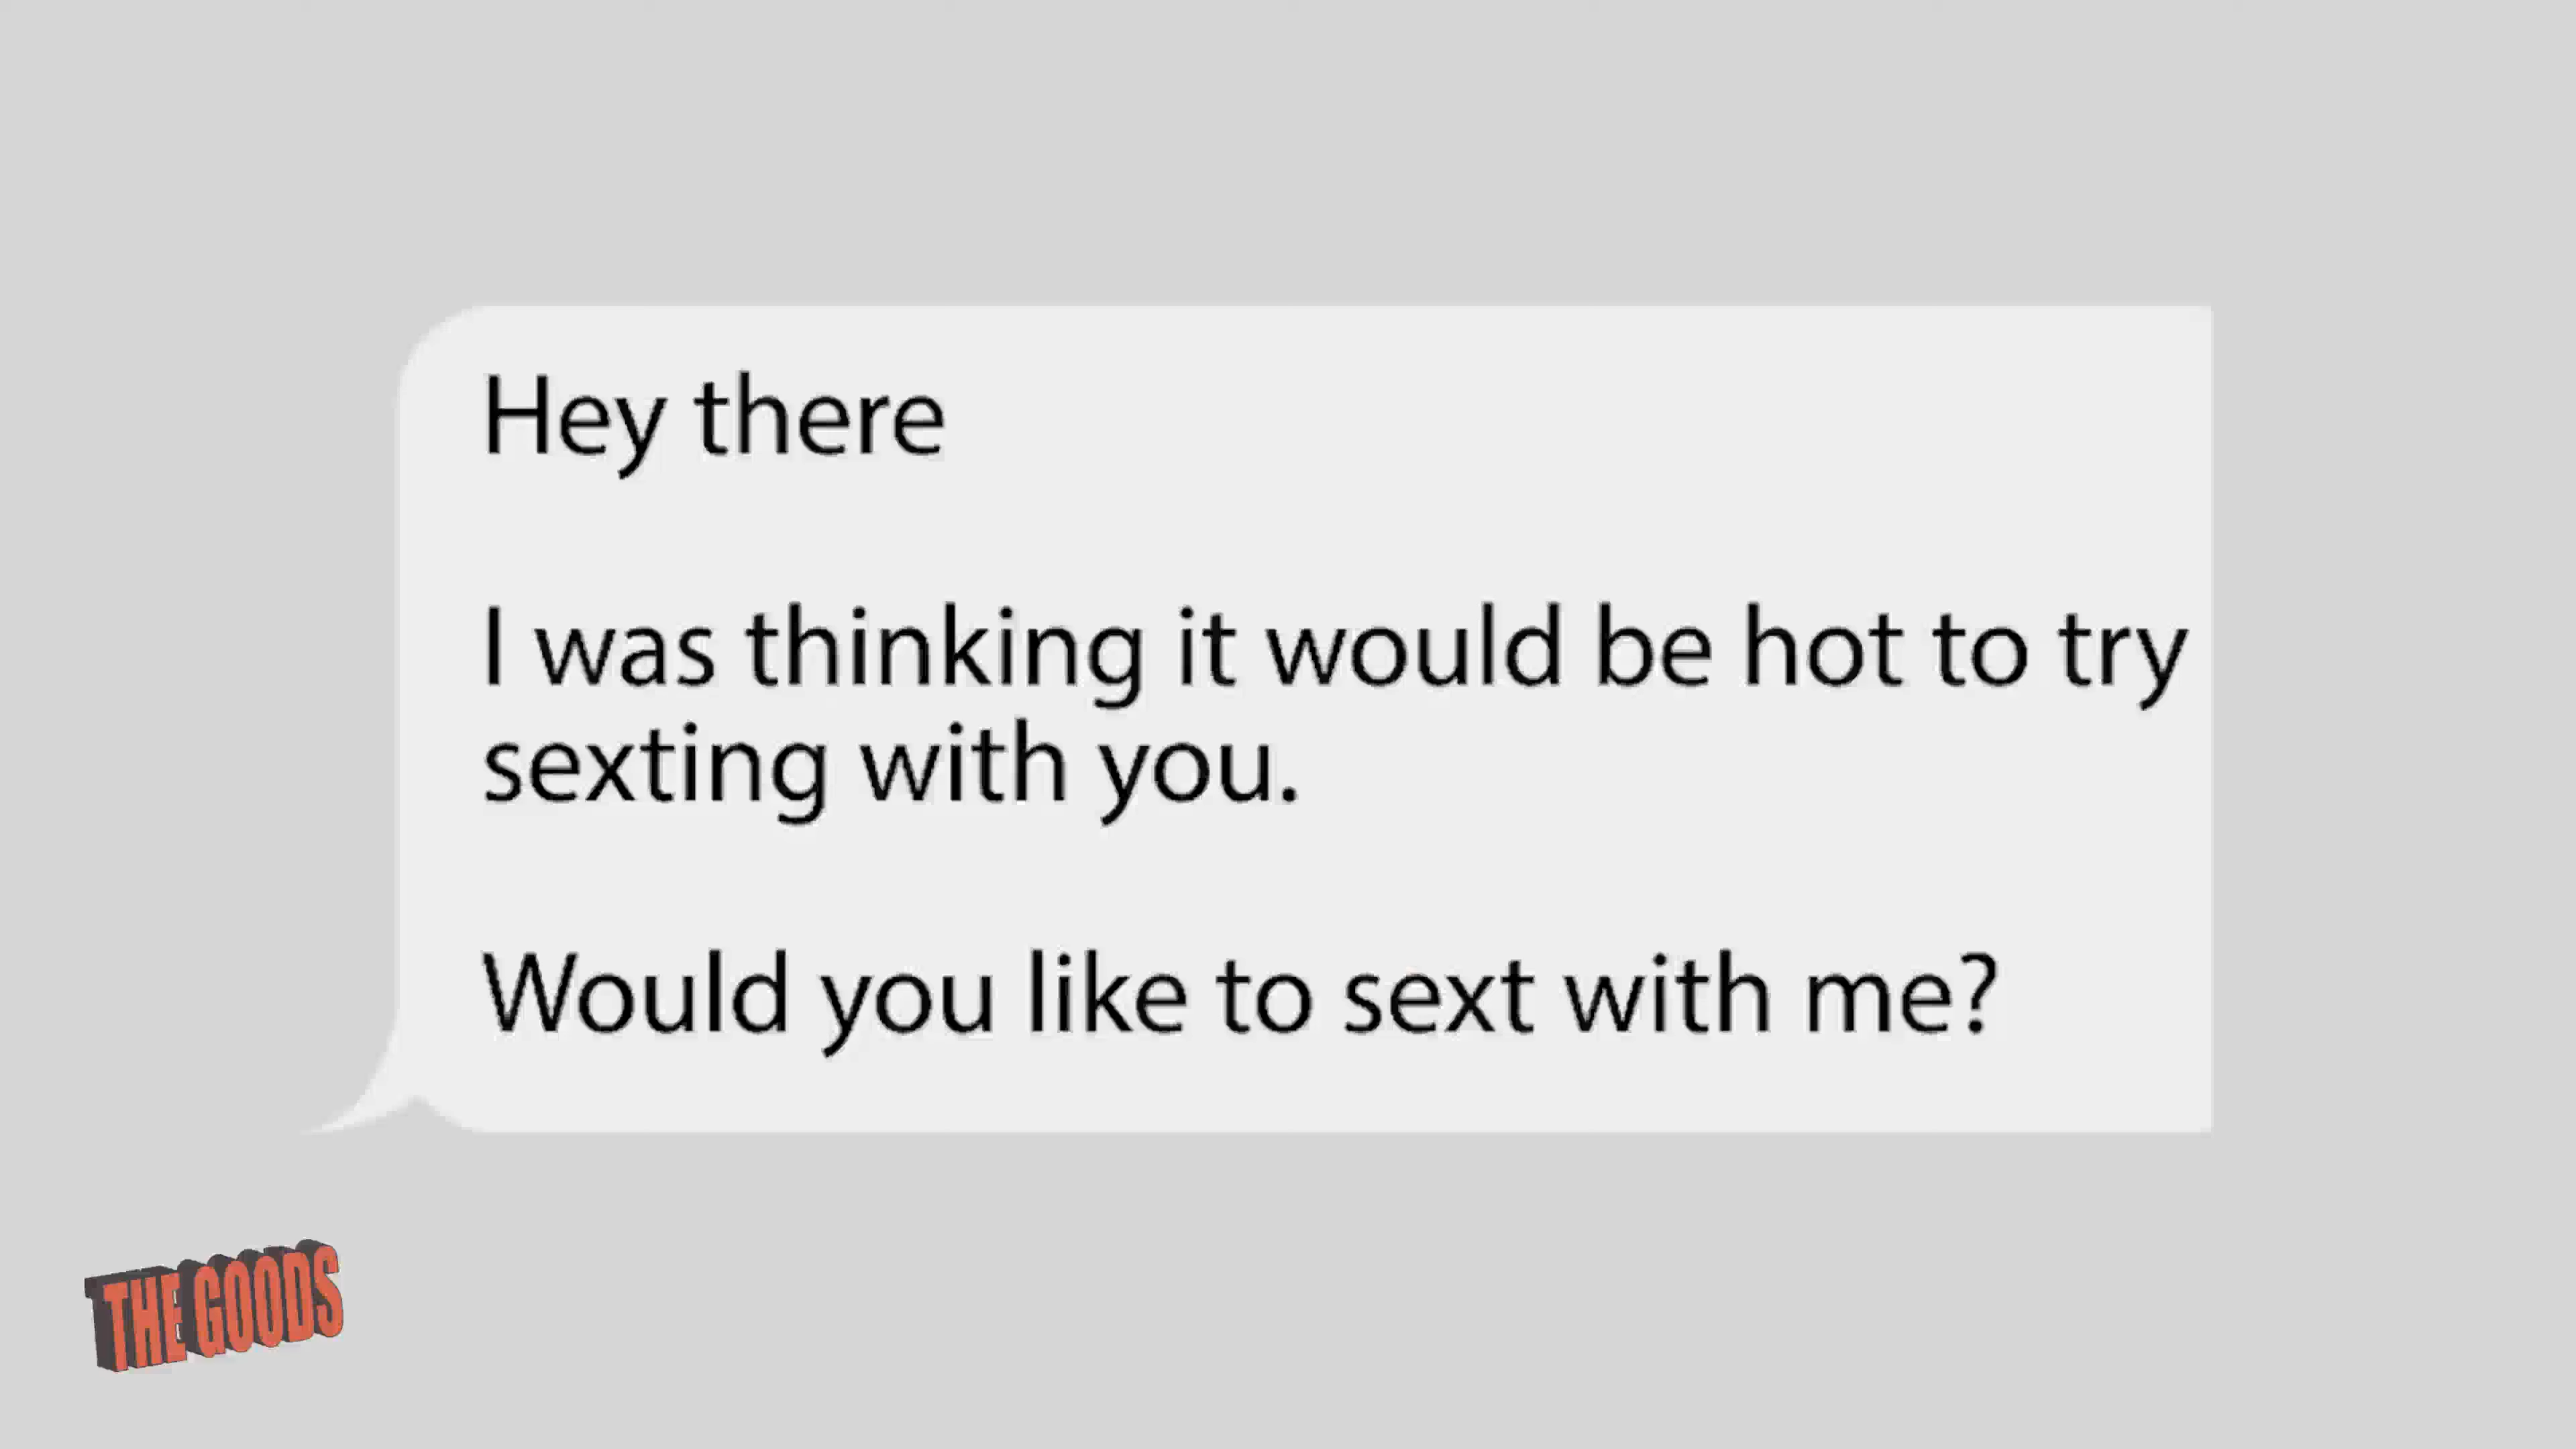 Hey there
I was thinking it would be hot to try
sexting with you.
Would you like to sext with me?
THE GOODS